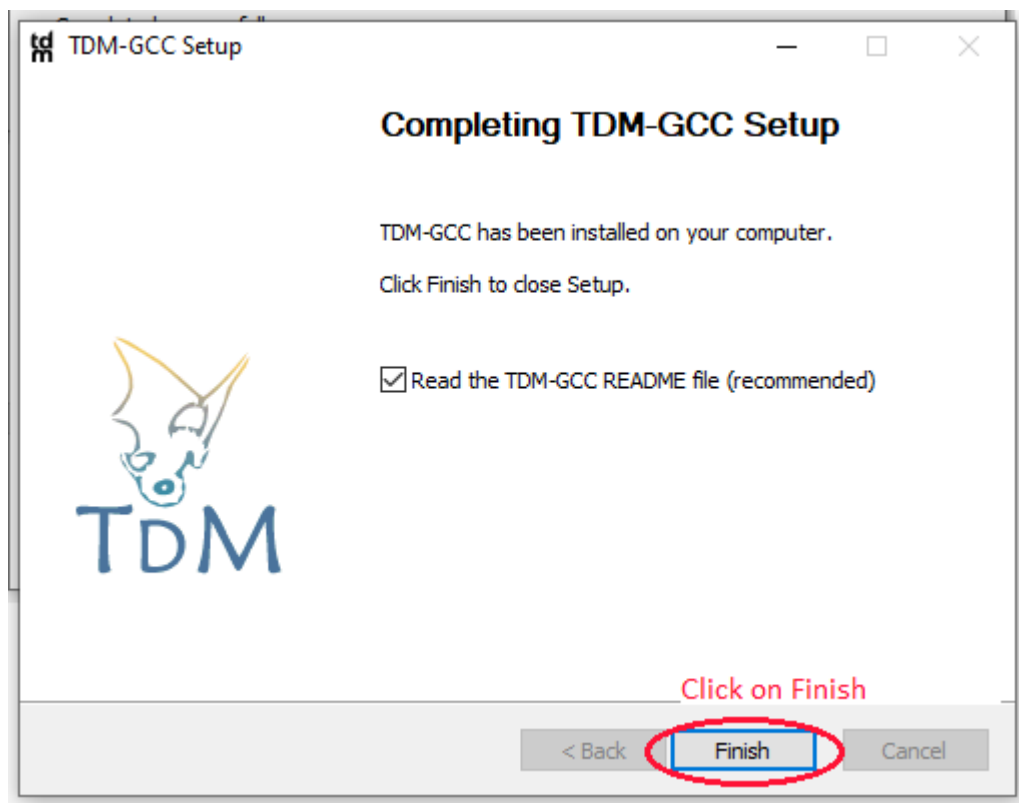 td
m
TDM-GCC Setup
Completing TDM-GCC Setup
TDM-GCC has been installed on your computer.
Click Finish to close Setup.
Read the TDM-GCC README file (recommended)
TDM
Click on Finish
< Back
Finish
Cancel